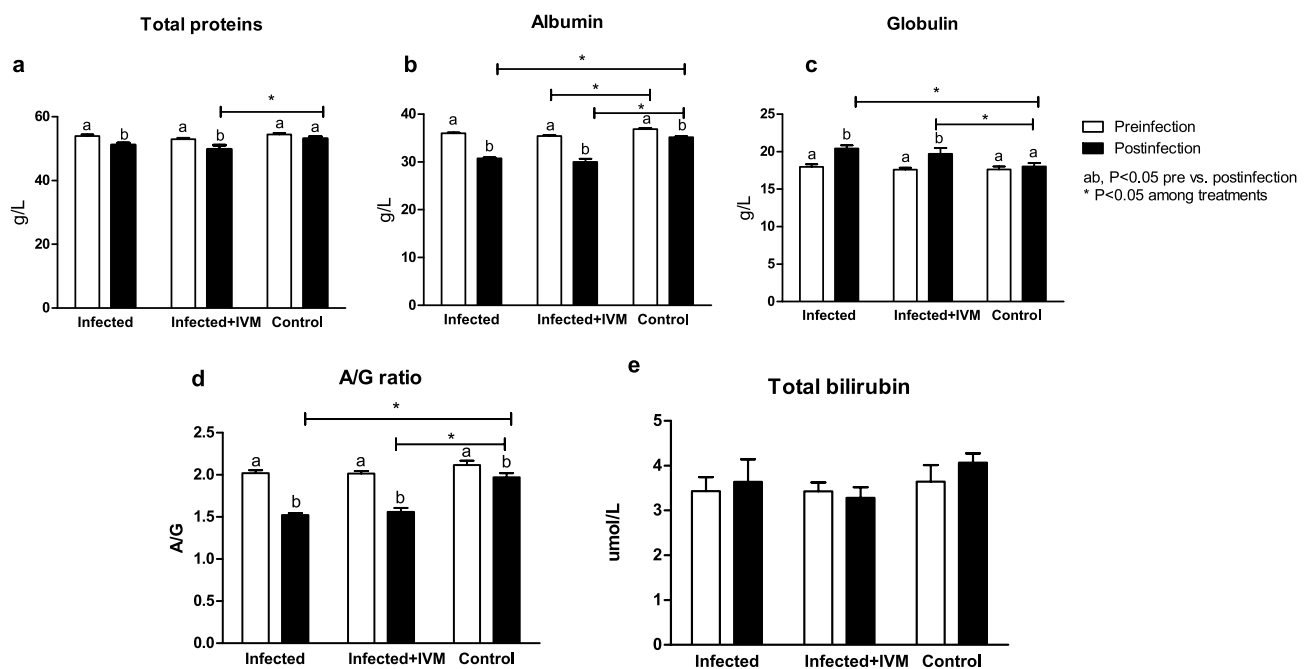 Total proteins
a
*
60
40
20
0
g/L
a
b
a
b
a
a
Infected
Infected+IVM
Control
Albumin
b
*
*
*
40
30
20
10
0
g/L
a
b
a
b
a
b
Infected
Infected+IVM
Control
Globulin
c
*
*
25
20
15
10
5
0
g/L
a
b
a
b
a
a
Infected
Infected+IVM
Control
Preinfection
Postinfection
ab, P<0.05 pre vs. postinfection
* P<0.05 among treatments
d
A/G ratio
*
*
2.5
2.0
1.5
1.0
0.5
0.0
A/G
a
b
a
b
a
b
Infected
Infected+IVM
Control
e
Total bilirubin
5
4
3
2
1
0
umol/L
Infected
Infected+IVM
Control